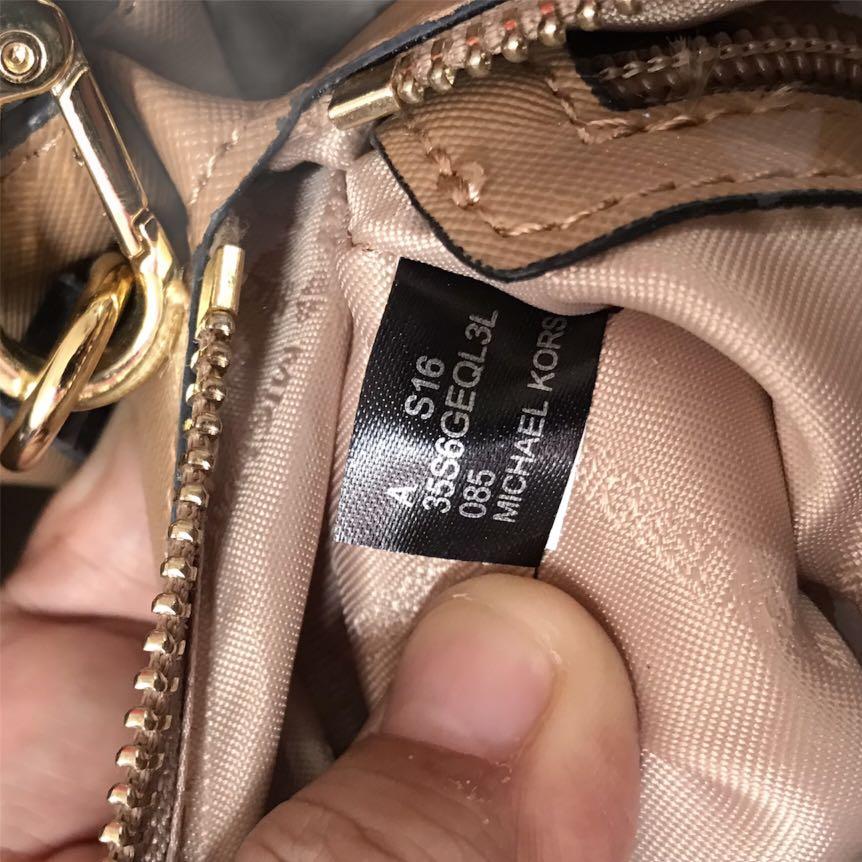 A S16
35S6GEQL3L
085
MICHAEL KORS